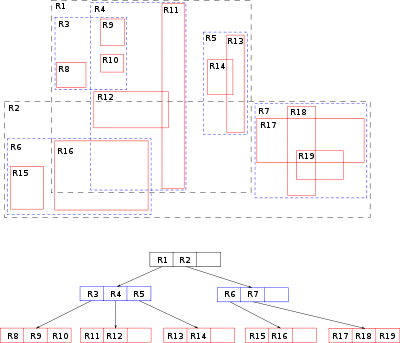 R1
R4
R11
R3
R9
R5
R13
R10
R8
R14
R12
R2
R7
R18
R17
R6
R16
R19
R15
R1 R2
R3 R4 R5
R6 R7
R8 R9 R10 R11 R12 R13 R14 R15 R16 R17 R18 R19